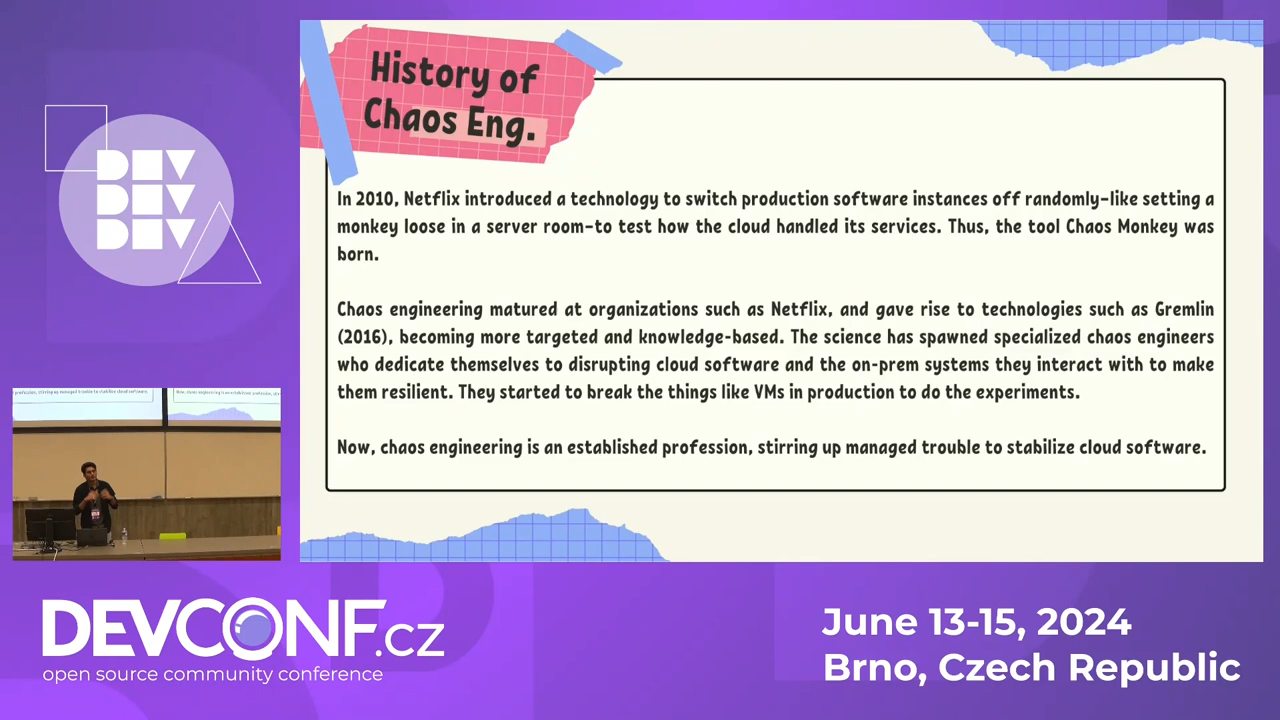 History of
Chaos Eng.
In 2010, Netflix introduced a technology to switch production software instances off randomly–like setting a
monkey loose in a server room–to test how the cloud handled its services. Thus, the tool Chaos Monkey was
born.
Chaos engineering matured at organizations such as Netflix, and gave rise to technologies such as Gremlin
(2016), becoming more targeted and knowledge-based. The science has spawned specialized chaos engineers
who dedicate themselves to disrupting cloud software and the on-prem systems they interact with to make
them resilient. They started to break the things like VMs in production to do the experiments.
Now, chaos engineering is an established profession, stirring up managed trouble to stabilize cloud software.
DEV
DEV
DEV
DEVCONF.cz
open source community conference
June 13-15, 2024
Brno, Czech Republic